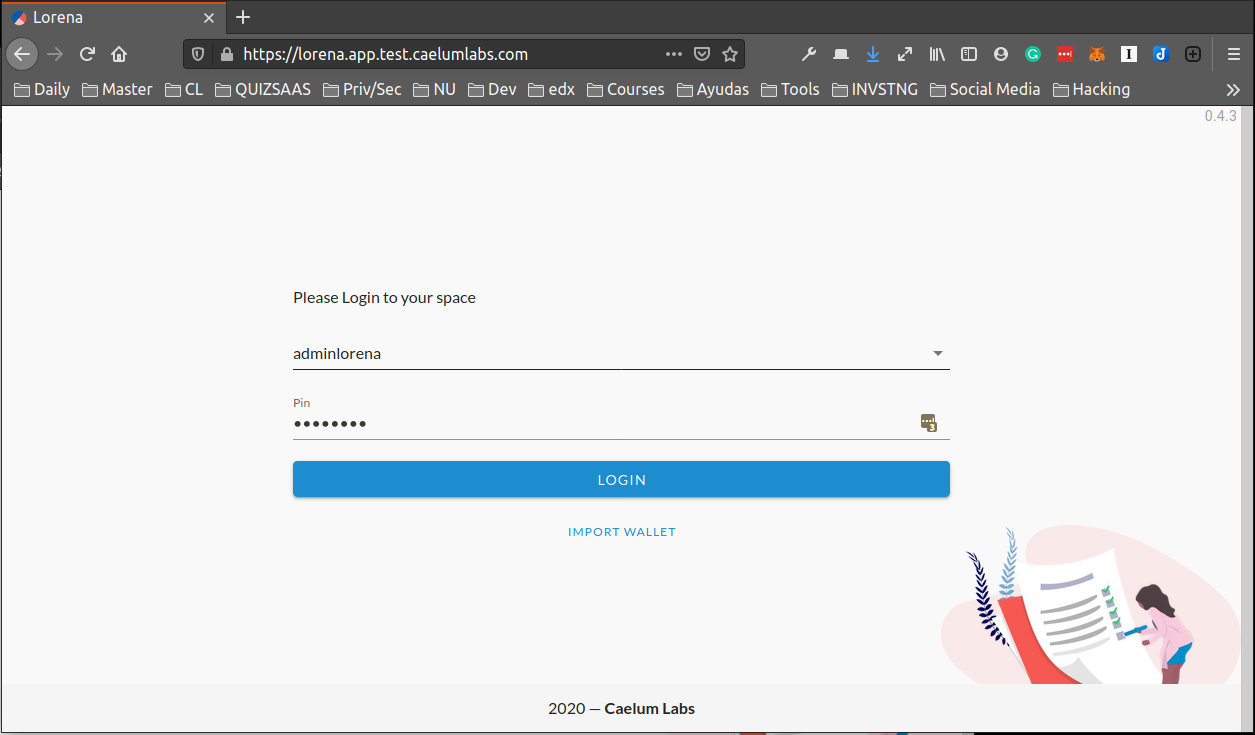 Lorena
https://lorena.app.test.caelumlabs.com
Daily Master CL QUIZSAAS Priv/Sec NU Dev edx Courses Ayudas Tools INVSTNG Social Media Hacking
0.4.3
Please Login to your space
adminlorena
Pin
••••••••
3
LOGIN
IMPORT WALLET
2020 — Caelum Labs